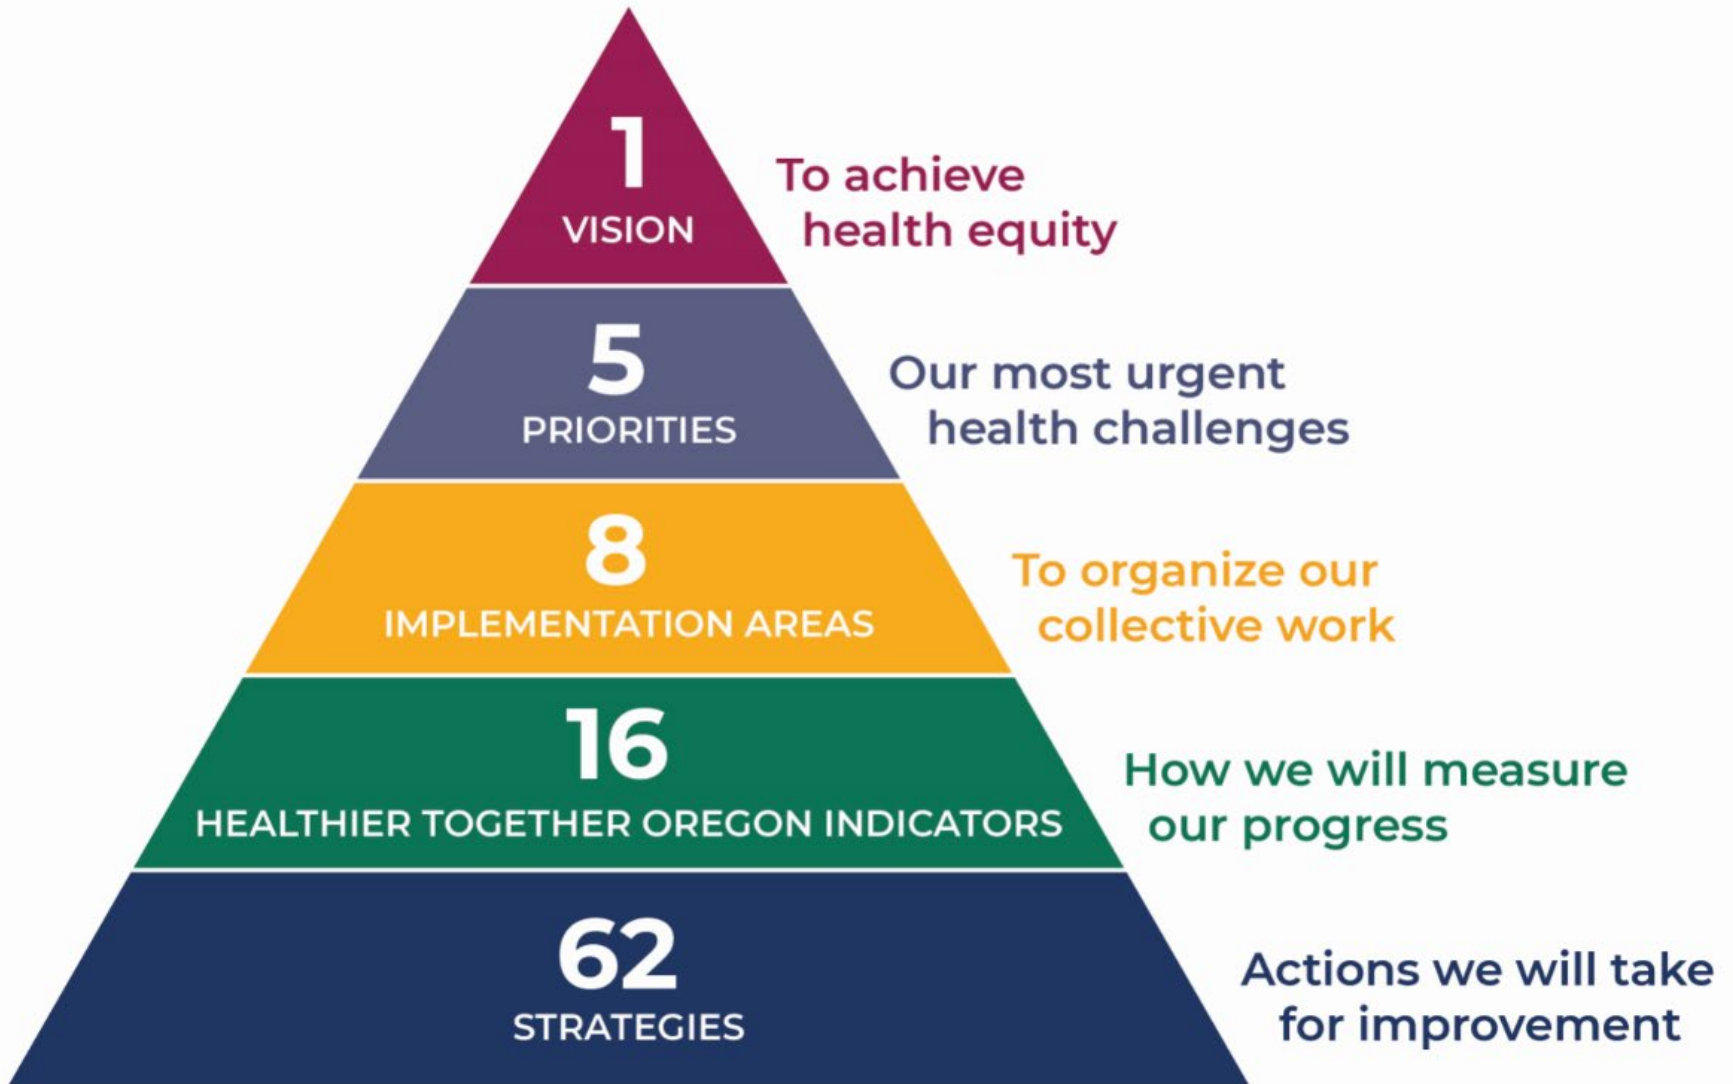 1
VISION
To achieve
health equity
5
PRIORITIES
Our most urgent
health challenges
8
IMPLEMENTATION AREAS
To organize our
collective work
16
HEALTHIER TOGETHER OREGON INDICATORS
How we will measure
our progress
62
STRATEGIES
Actions we will take
for improvement